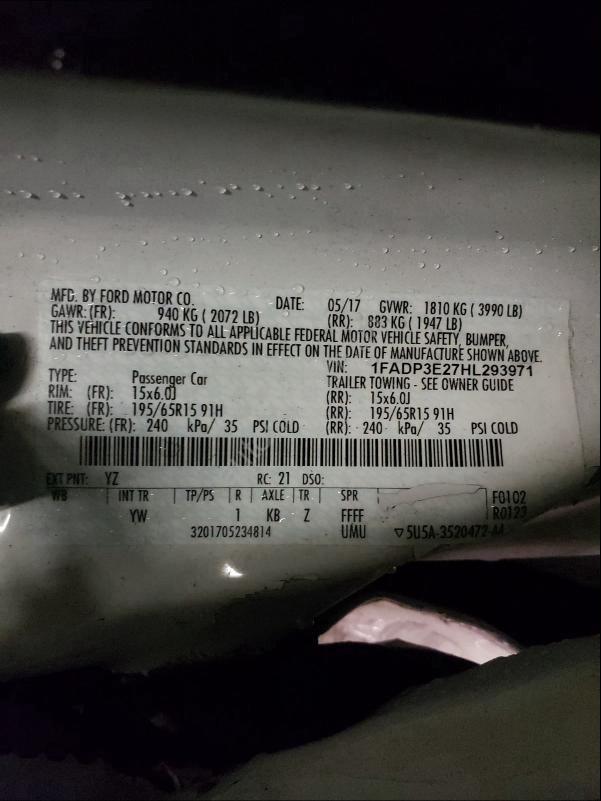 MFD. BY FORD MOTOR CO. DATE: 05/17 GVWR: 1810 KG ( 3990 LB)
GAWR: (FR): 940 KG ( 2072 LB) (RR): 883 KG ( 1947 LB)
THIS VEHICLE CONFORMS TO ALL APPLICABLE FEDERAL MOTOR VEHICLE SAFETY, BUMPER,
AND THEFT PREVENTION STANDARDS IN EFFECT ON THE DATE OF MANUFACTURE SHOWN ABOVE.
VIN: 1FADP3E27HL293971
TYPE: Passenger Car TRAILER TOWING - SEE OWNER GUIDE
RIM: (FR): 15x6.0J (RR): 15x6.0J
TIRE: (FR): 195/65R15 91H (RR): 195/65R15 91H
PRESSURE: (FR): 240 kPa/ 35 PSI COLD (RR): 240 kPa/ 35 PSI COLD
EXT PNT: YZ RC: 21 DSO:
WB INT TR TP/PS R AXLE TR SPR F0102
YW 1 KB Z FFFF R0123
3201705234814 UMU ▽5U5A-3520472-AA